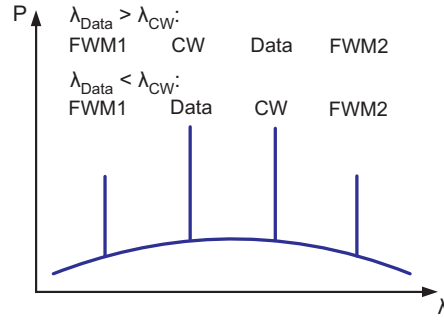 P
λData > λCW:
FWM1 CW Data FWM2
λData < λCW:
FWM1 Data CW FWM2
λ